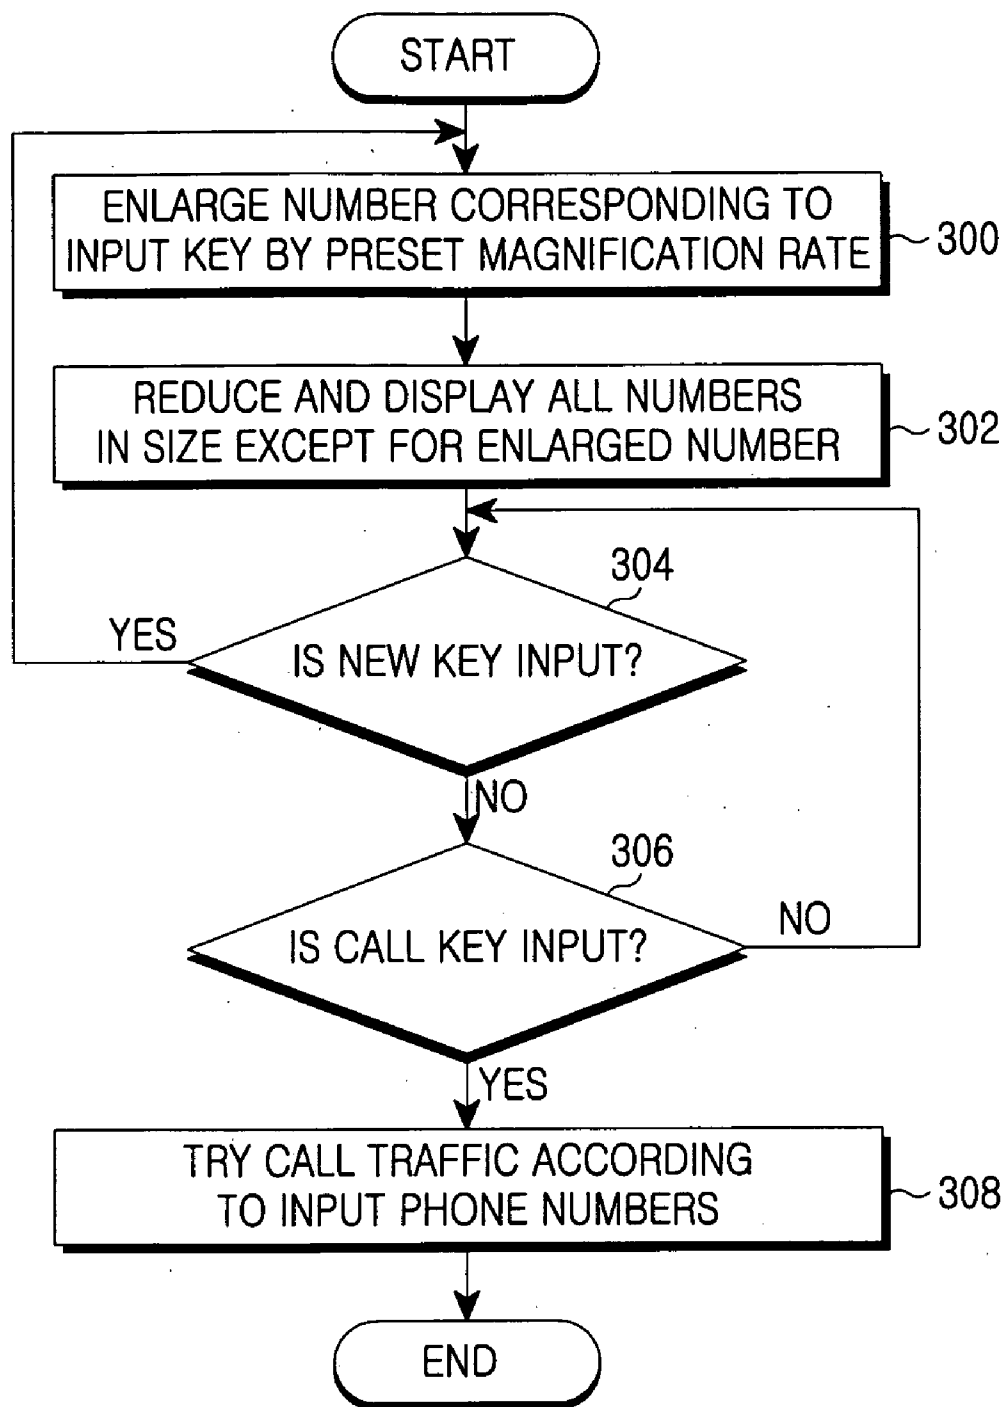 START
ENLARGE NUMBER CORRESPONDING TO
INPUT KEY BY PRESET MAGNIFICATION RATE
300
REDUCE AND DISPLAY ALL NUMBERS
IN SIZE EXCEPT FOR ENLARGED NUMBER
302
304
YES
IS NEW KEY INPUT?
NO
306
IS CALL KEY INPUT?
NO
YES
TRY CALL TRAFFIC ACCORDING
TO INPUT PHONE NUMBERS
308
END